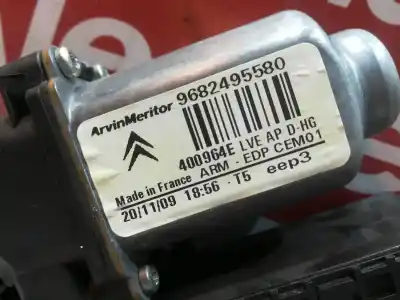 ArvinMeritor 9682495580
400964E LVE AP D-HG
Made in France ARM - EDP CEM01
20/11/09 18:56 - T5 eep3